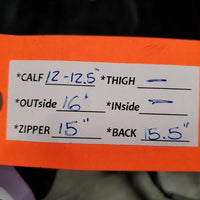 *CALF 12-12.5" *THIGH —
*OUTside 16" *INside —
*ZIPPER 15" *BACK 15.5"